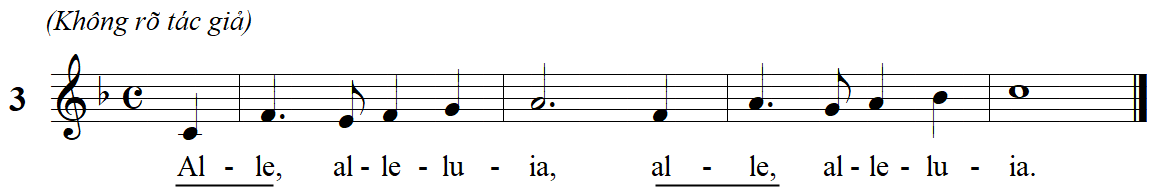 (Không rõ tác giả)
3
Al - le, al - le - lu - ia, al - le, al - le - lu - ia.